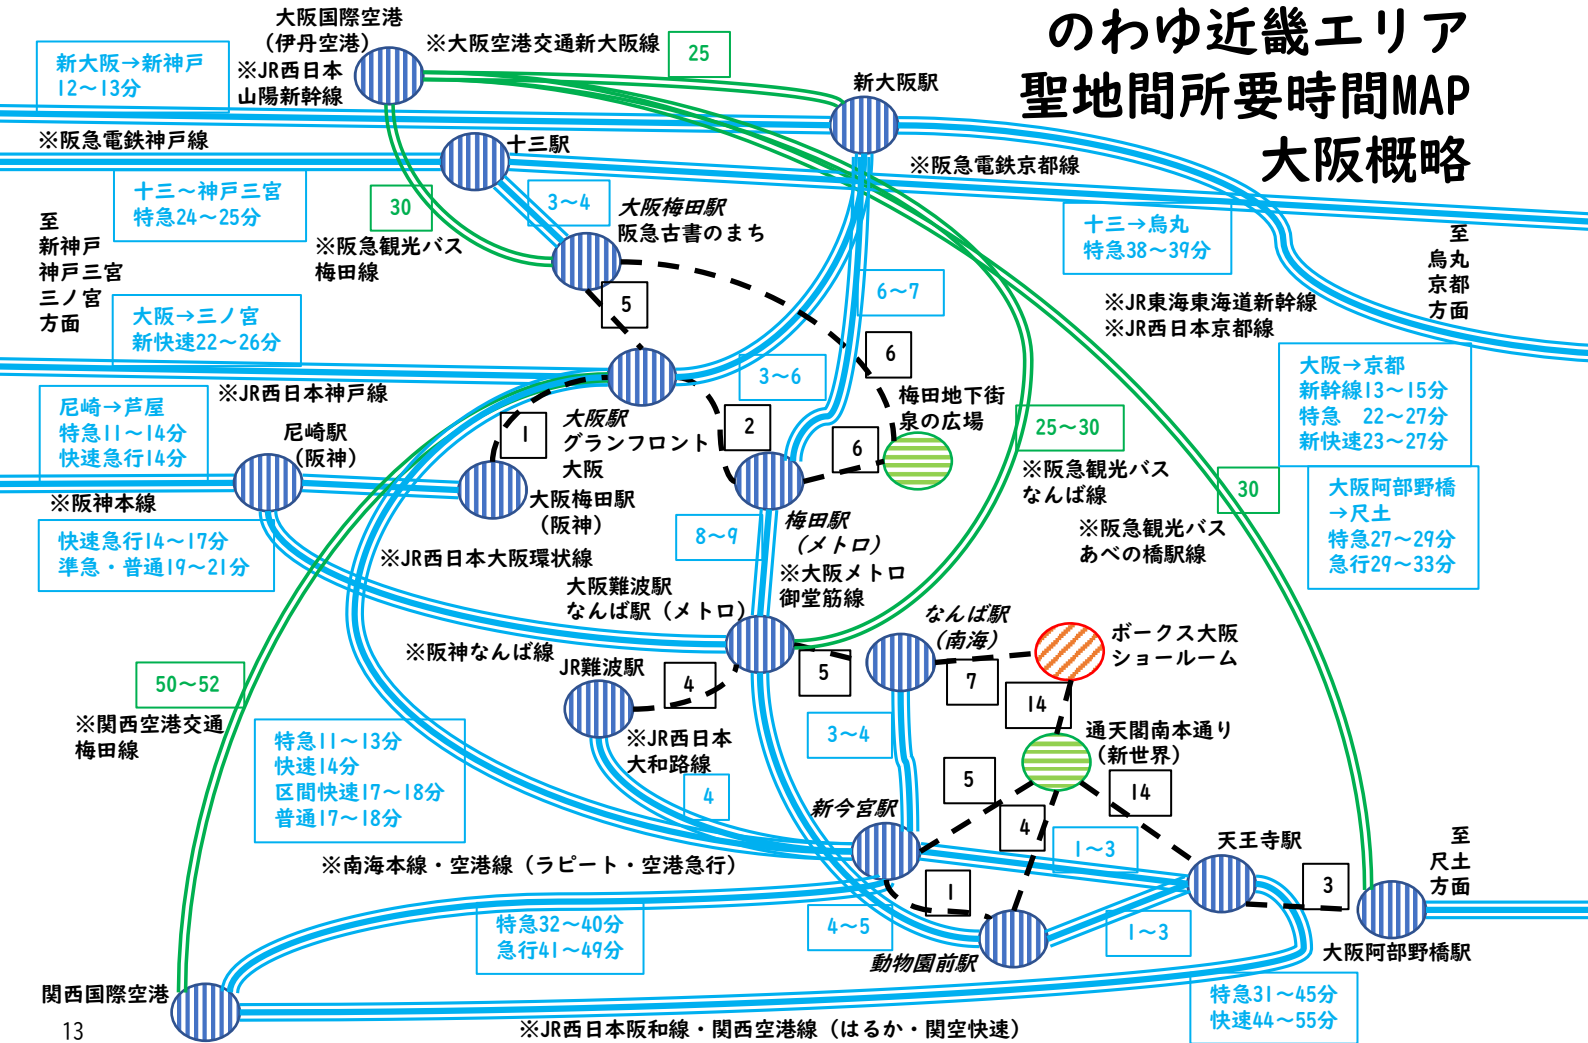 のわゆ近畿エリア
聖地間所要時間MAP
大阪概略
大阪国際空港
(伊丹空港)
※JR西日本
山陽新幹線
※大阪空港交通新大阪線
25
新大阪駅
新大阪→新神戸
12～13分
※阪急電鉄神戸線
十三駅
※阪急電鉄京都線
十三～神戸三宮
特急24～25分
30
3～4
大阪梅田駅
阪急古書のまち
※阪急観光バス
梅田線
至
新神戸
神戸三宮
三ノ宮
方面
十三→烏丸
特急38～39分
至
烏丸
京都
方面
5
6～7
※JR東海東海道新幹線
※JR西日本京都線
大阪→三ノ宮
新快速22～26分
6
3～6
大阪→京都
新幹線13～15分
特急　22～27分
新快速23～27分
※JR西日本神戸線
尼崎→芦屋
特急11～14分
快速急行14分
尼崎駅
(阪神)
1
大阪駅
グランフロント
大阪
2
6
梅田地下街
泉の広場
25～30
※阪急観光バス
なんば線
30
大阪阿部野橋
→尺土
特急27～29分
急行29～33分
※阪神本線
大阪梅田駅
(阪神)
梅田駅
(メトロ)
※阪急観光バス
あべの橋駅線
快速急行14～17分
準急・普通19～21分
8～9
※JR西日本大阪環状線
※大阪メトロ
御堂筋線
大阪難波駅
なんば駅(メトロ)
なんば駅
(南海)
ボークス大阪
ショールーム
※阪神なんば線
JR難波駅
4
5
7
14
50～52
※関西空港交通
梅田線
※JR西日本
大和路線
3～4
通天閣南本通り
(新世界)
特急11～13分
快速14分
区間快速17～18分
普通17～18分
4
5
14
新今宮駅
4
1～3
天王寺駅
至
尺土
方面
※南海本線・空港線(ラピート・空港急行)
1
3
特急32～40分
急行41～49分
4～5
1～3
動物園前駅
大阪阿部野橋駅
関西国際空港
特急31～45分
快速44～55分
※JR西日本阪和線・関西空港線(はるか・関空快速)
13